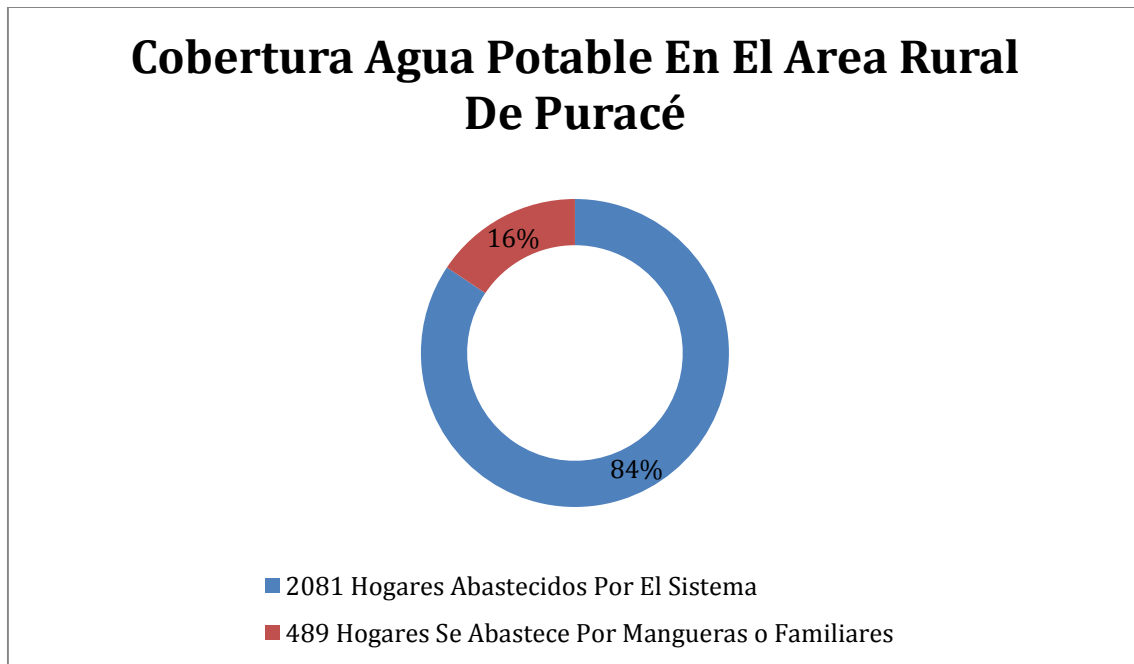 Cobertura Agua Potable En El Area Rural
De Puracé
16%
84%
2081 Hogares Abastecidos Por El Sistema
489 Hogares Se Abastece Por Mangueras o Familiares